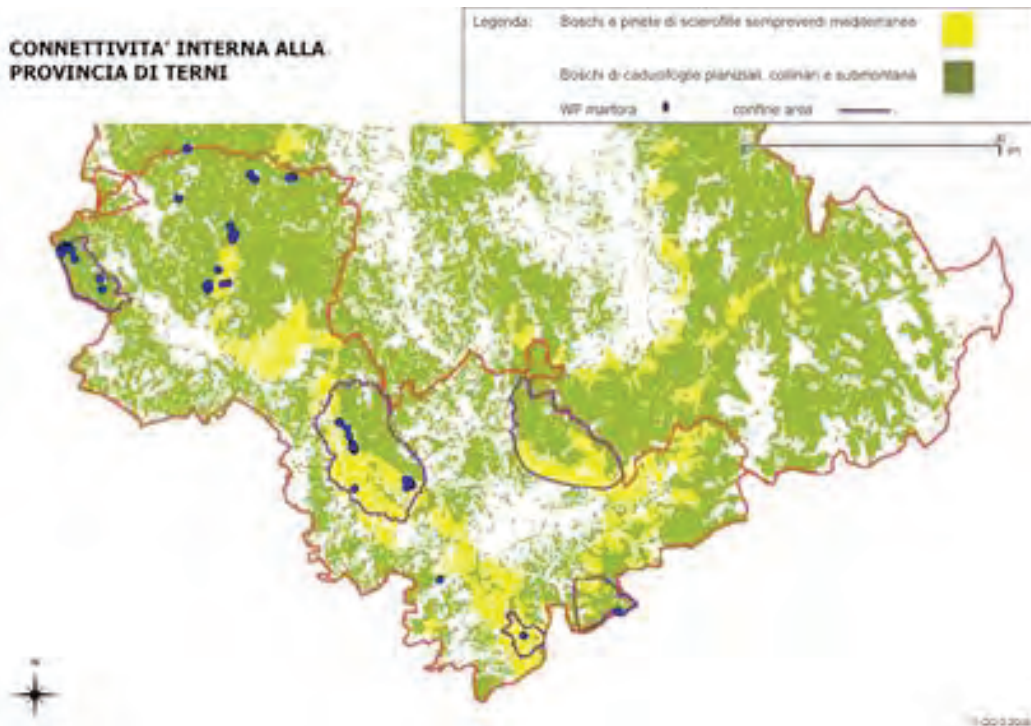 CONNETTIVITA' INTERNA ALLA
PROVINCIA DI TERNI
Legenda:
Boschi e pinete di sclerofille sempreverdi mediterranee
Boschi di caducifoglie planiziali, collinari e submontana
WP martora
confine area
N